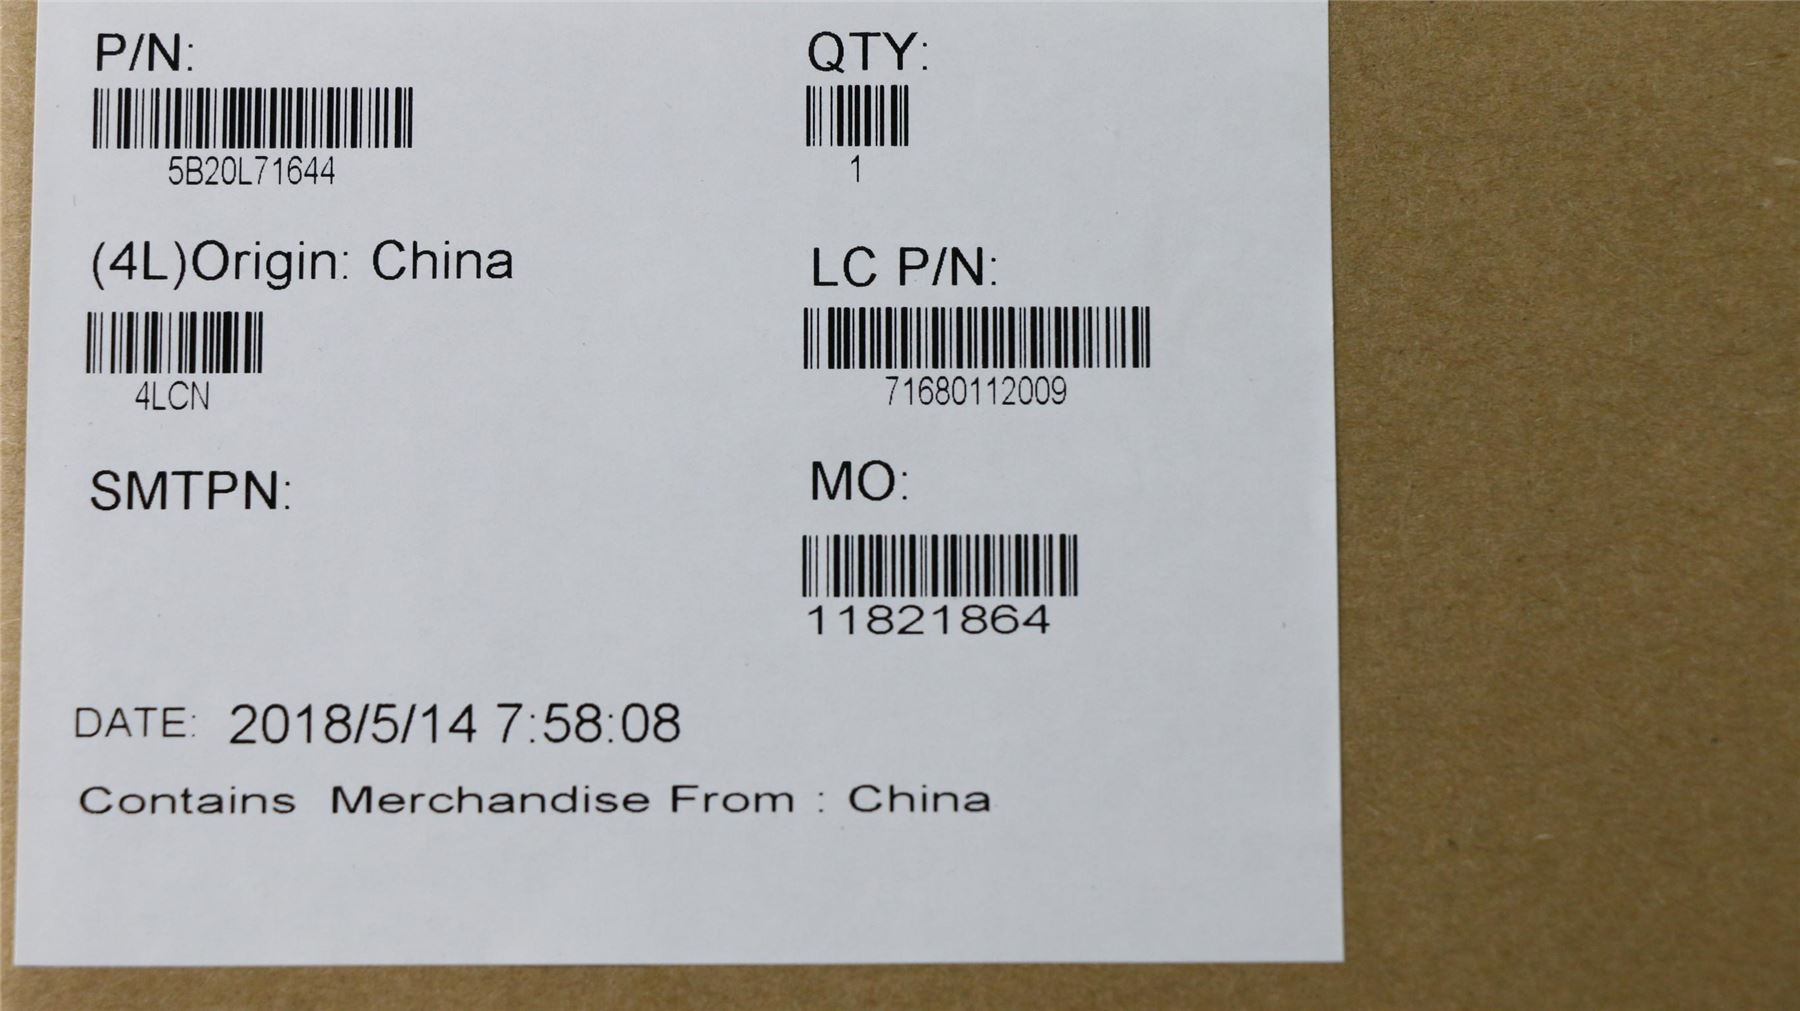 P/N:
5B20L71644
QTY:
1
(4L)Origin: China
4LCN
LC P/N:
71680112009
SMTPN:
MO:
11821864
DATE: 2018/5/14 7:58:08
Contains Merchandise From : China